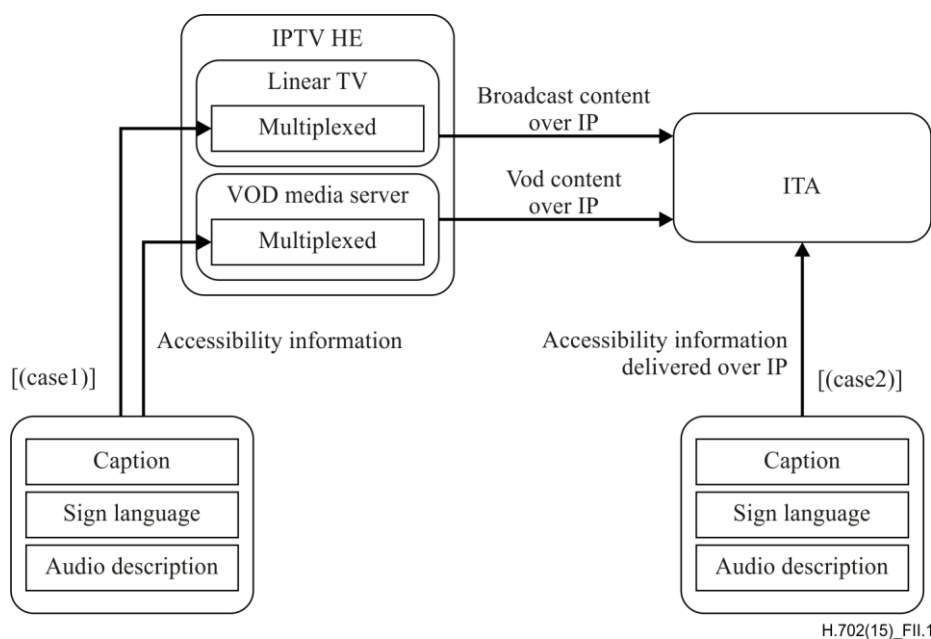 IPTV HE
Linear TV
Multiplexed
Broadcast content
over IP
VOD media server
Multiplexed
Vod content
over IP
ITA
Accessibility information
[(case1)]
Accessibility information
delivered over IP
[(case2)]
Caption
Sign language
Audio description
Caption
Sign language
Audio description
H.702(15)_FII.1